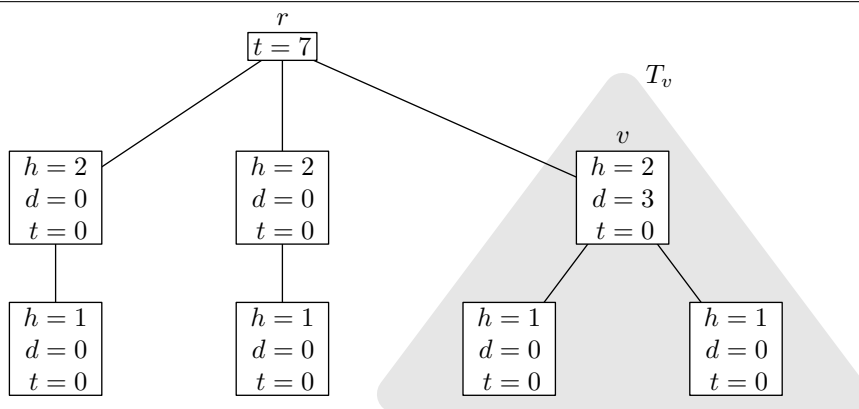 r
t = 7
T_v
v
h = 2
d = 0
t = 0
h = 2
d = 0
t = 0
h = 2
d = 3
t = 0
h = 1
d = 0
t = 0
h = 1
d = 0
t = 0
h = 1
d = 0
t = 0
h = 1
d = 0
t = 0